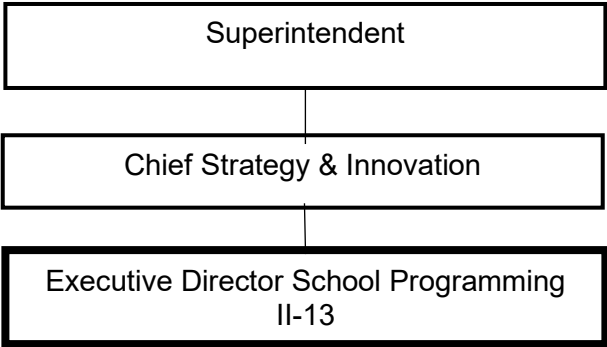 Superintendent
Chief Strategy & Innovation
Executive Director School Programming
II-13